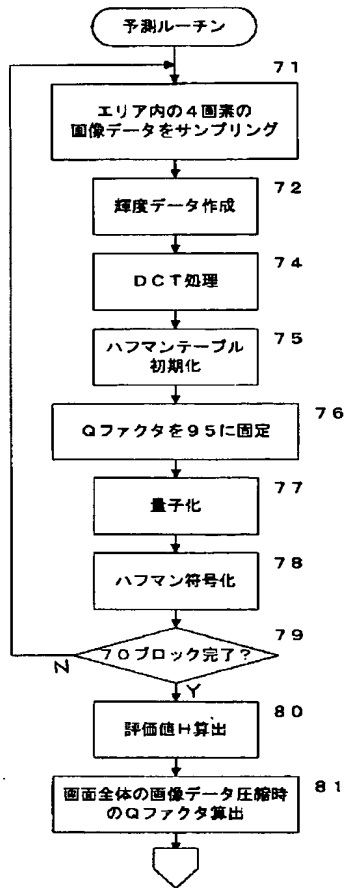 予測ルーチン
71
エリア内の4画素の
画像データをサンプリング
72
輝度データ作成
74
DCT処理
75
ハフマンテーブル
初期化
76
Qファクタを95に固定
77
量子化
78
ハフマン符号化
79
70ブロック完了?
N
Y
80
評価値H算出
81
画面全体の画像データ圧縮時
のQファクタ算出